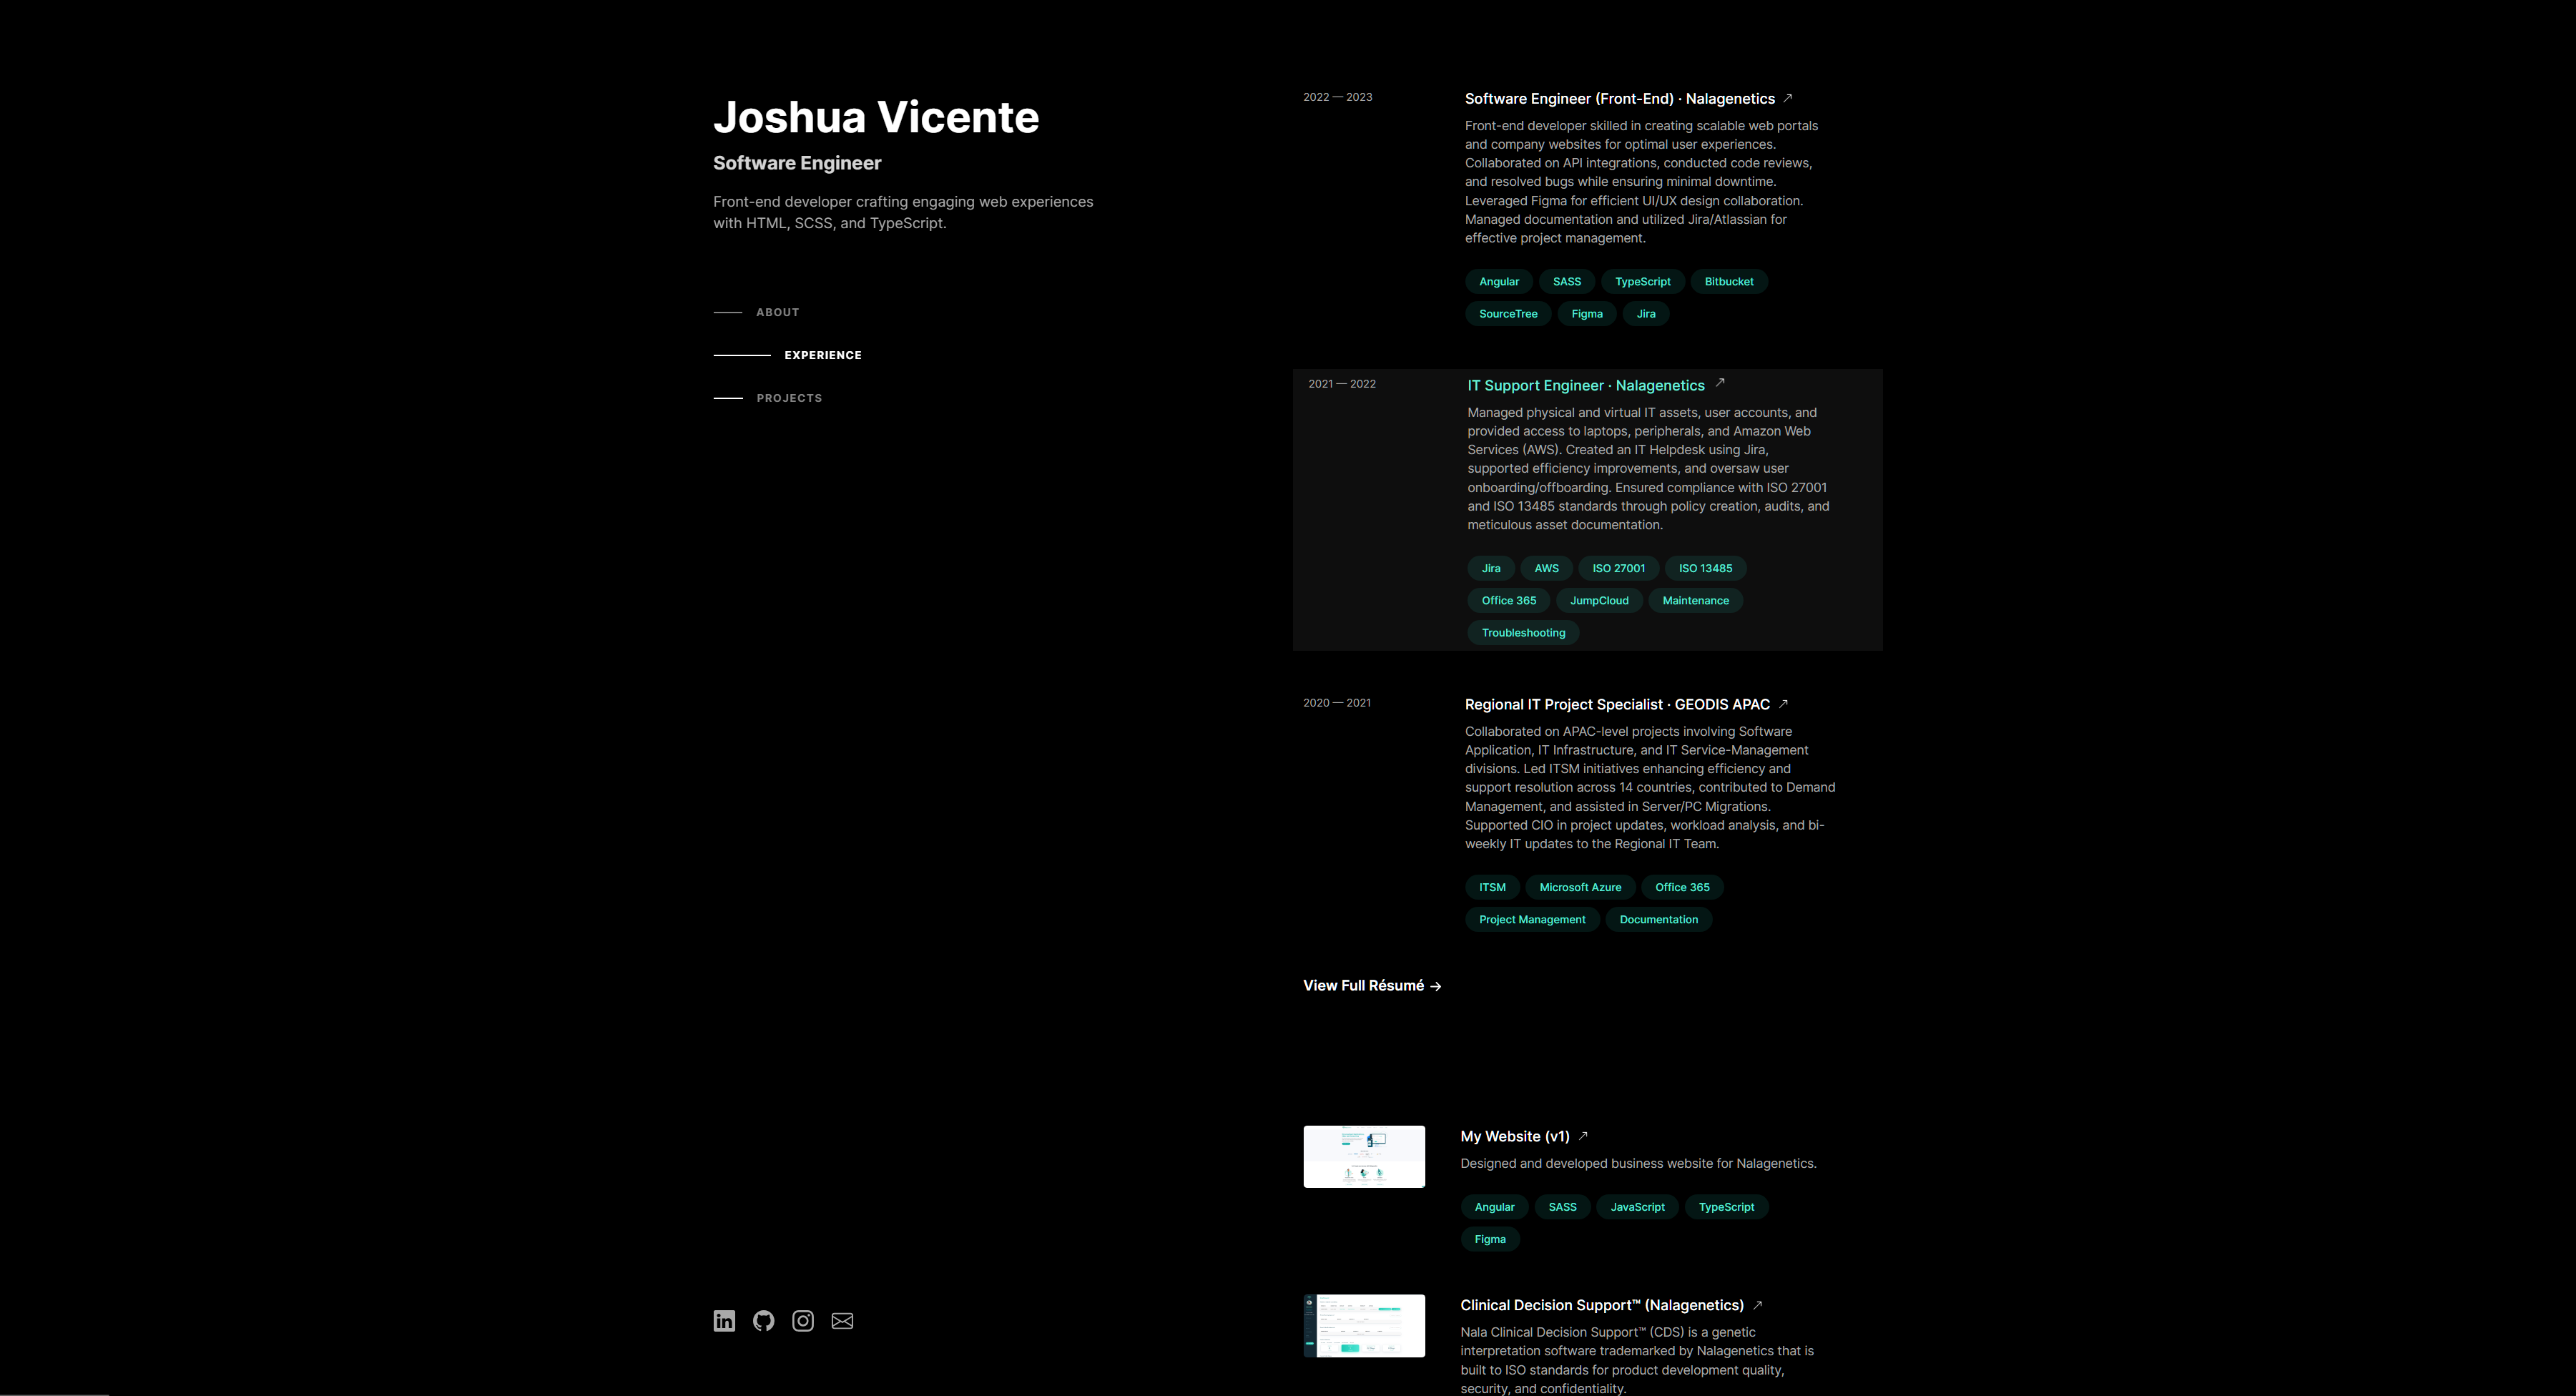 Joshua Vicente
Software Engineer
Front-end developer crafting engaging web experiences
with HTML, SCSS, and TypeScript.
ABOUT
EXPERIENCE
PROJECTS
2022 — 2023
Software Engineer (Front-End) · Nalagenetics ↗
Front-end developer skilled in creating scalable web portals
and company websites for optimal user experiences.
Collaborated on API integrations, conducted code reviews,
and resolved bugs while ensuring minimal downtime.
Leveraged Figma for efficient UI/UX design collaboration.
Managed documentation and utilized Jira/Atlassian for
effective project management.
Angular SASS TypeScript Bitbucket
SourceTree Figma Jira
2021 — 2022
IT Support Engineer · Nalagenetics ↗
Managed physical and virtual IT assets, user accounts, and
provided access to laptops, peripherals, and Amazon Web
Services (AWS). Created an IT Helpdesk using Jira,
supported efficiency improvements, and oversaw user
onboarding/offboarding. Ensured compliance with ISO 27001
and ISO 13485 standards through policy creation, audits, and
meticulous asset documentation.
Jira AWS ISO 27001 ISO 13485
Office 365 JumpCloud Maintenance
Troubleshooting
2020 — 2021
Regional IT Project Specialist · GEODIS APAC ↗
Collaborated on APAC-level projects involving Software
Application, IT Infrastructure, and IT Service-Management
divisions. Led ITSM initiatives enhancing efficiency and
support resolution across 14 countries, contributed to Demand
Management, and assisted in Server/PC Migrations.
Supported CIO in project updates, workload analysis, and bi-
weekly IT updates to the Regional IT Team.
ITSM Microsoft Azure Office 365
Project Management Documentation
View Full Résumé →
My Website (v1) ↗
Designed and developed business website for Nalagenetics.
Angular SASS JavaScript TypeScript
Figma
Clinical Decision Support™ (Nalagenetics) ↗
Nala Clinical Decision Support™ (CDS) is a genetic
interpretation software trademarked by Nalagenetics that is
built to ISO standards for product development quality,
security, and confidentiality.